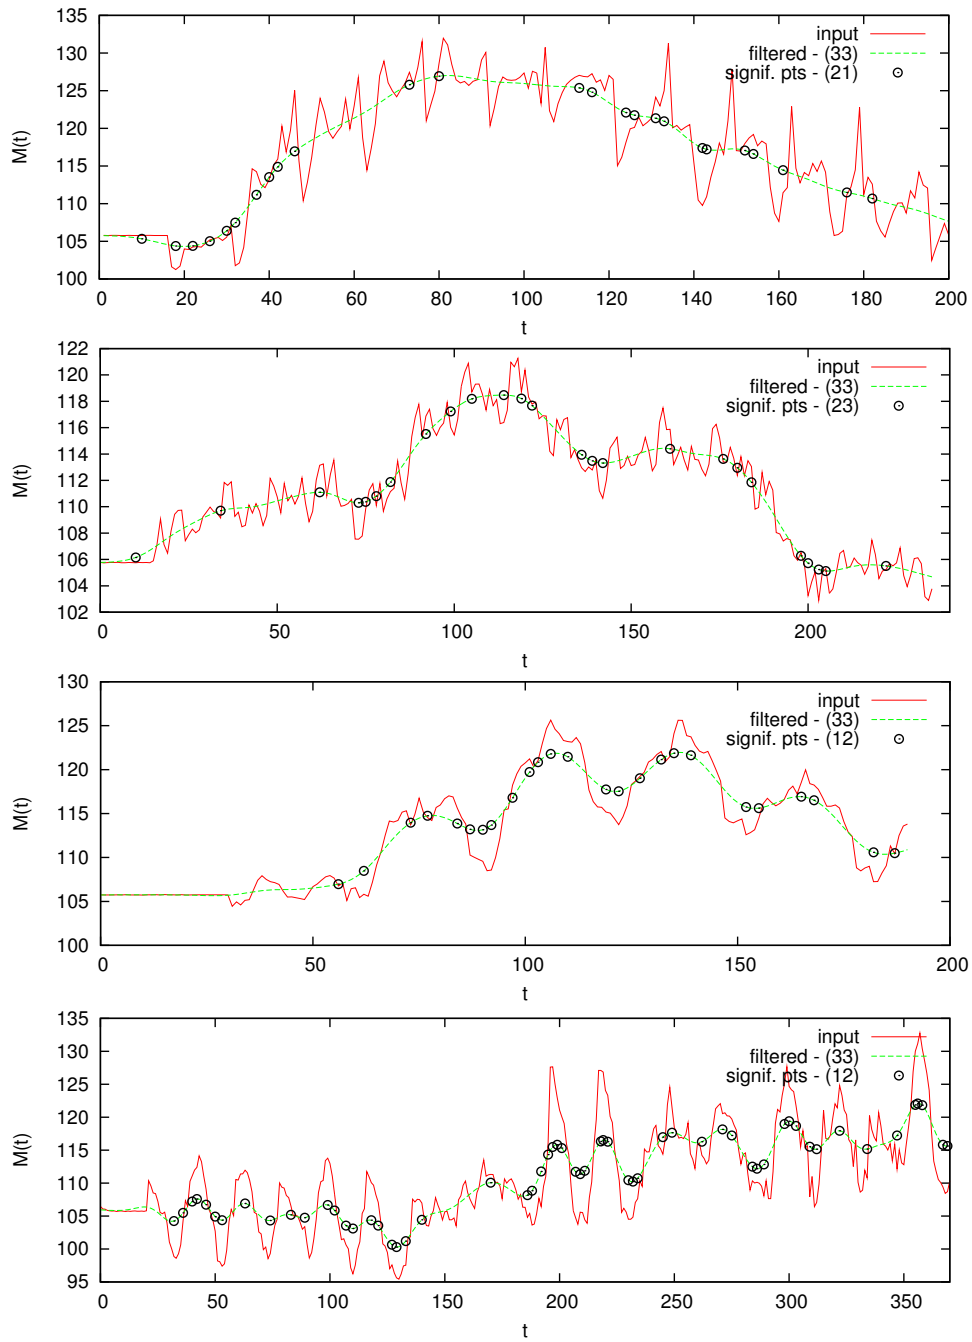 135
130
125
120
115
110
105
100
M(t)
input
filtered - (33)
signif. pts - (21)
0 20 40 60 80 100 120 140 160 180 200
t
122
120
118
116
114
112
110
108
106
104
102
M(t)
input
filtered - (33)
signif. pts - (23)
0 50 100 150 200
t
130
125
120
115
110
105
100
M(t)
input
filtered - (33)
signif. pts - (12)
0 50 100 150 200
t
135
130
125
120
115
110
105
100
95
M(t)
input
filtered - (33)
signif. pts - (12)
0 50 100 150 200 250 300 350
t